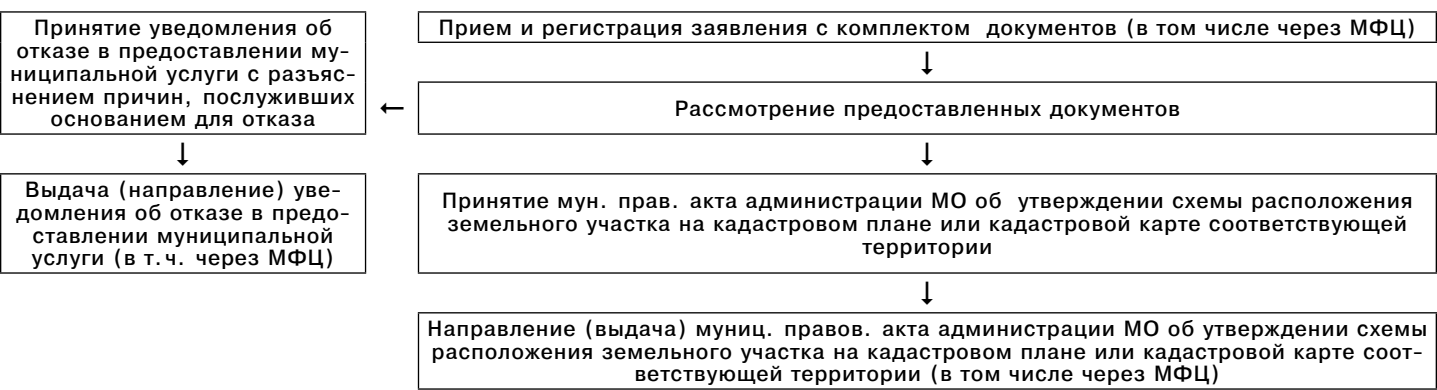 Принятие уведомления об
отказе в предоставлении му-
ниципальной услуги с разъяс-
нением причин, послуживших
основанием для отказа
Прием и регистрация заявления с комплектом документов (в том числе через МФЦ)
↓
← Рассмотрение предоставленных документов
↓
↓
Выдача (направление) уве-
домления об отказе в предо-
ставлении муниципальной
услуги (в т.ч. через МФЦ)
Принятие мун. прав. акта администрации МО об утверждении схемы расположения
земельного участка на кадастровом плане или кадастровой карте соответствующей
территории
↓
Направление (выдача) муниц. правов. акта администрации МО об утверждении схемы
расположения земельного участка на кадастровом плане или кадастровой карте соот-
ветствующей территории (в том числе через МФЦ)